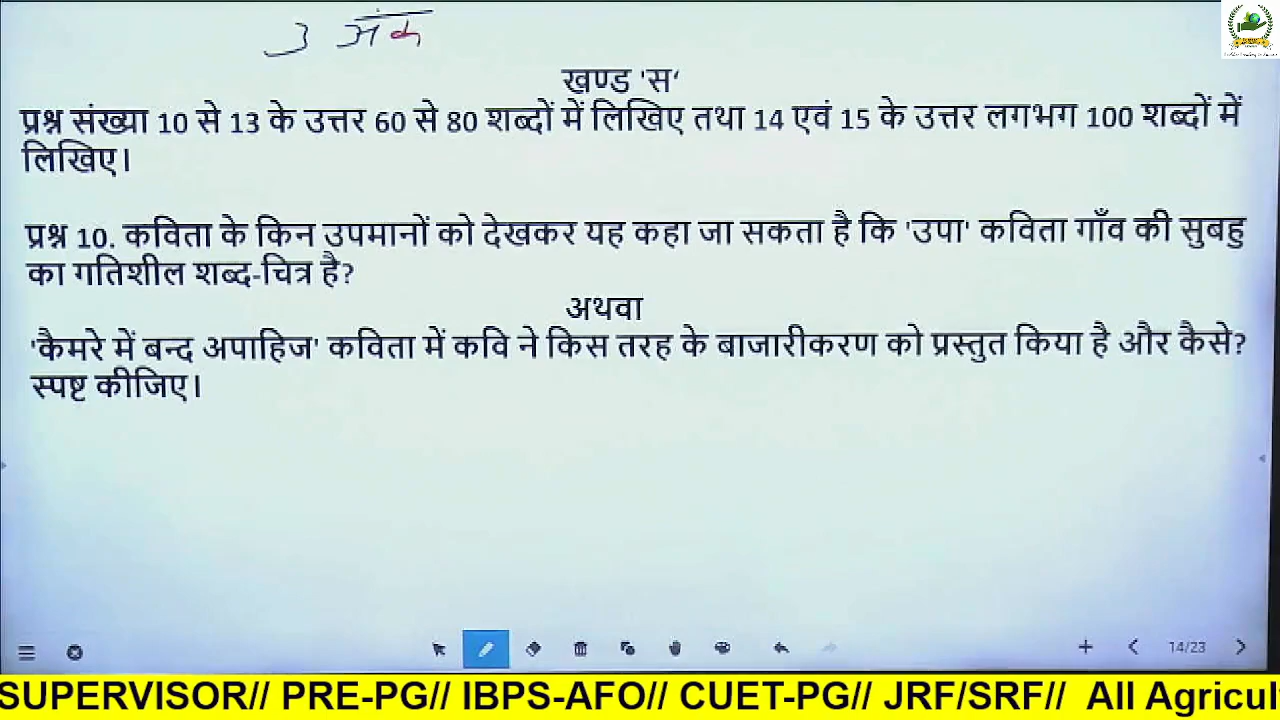 3 अंक
खण्ड 'स‘
प्रश्न संख्या 10 से 13 के उत्तर 60 से 80 शब्दों में लिखिए तथा 14 एवं 15 के उत्तर लगभग 100 शब्दों में
लिखिए।
प्रश्न 10. कविता के किन उपमानों को देखकर यह कहा जा सकता है कि 'उपा' कविता गाँव की सुबहु
का गतिशील शब्द-चित्र है?
अथवा
'कैमरे में बन्द अपाहिज' कविता में कवि ने किस तरह के बाजारीकरण को प्रस्तुत किया है और कैसे?
स्पष्ट कीजिए।
14/23
SUPERVISOR// PRE-PG// IBPS-AFO// CUET-PG// JRF/SRF// All Agricul